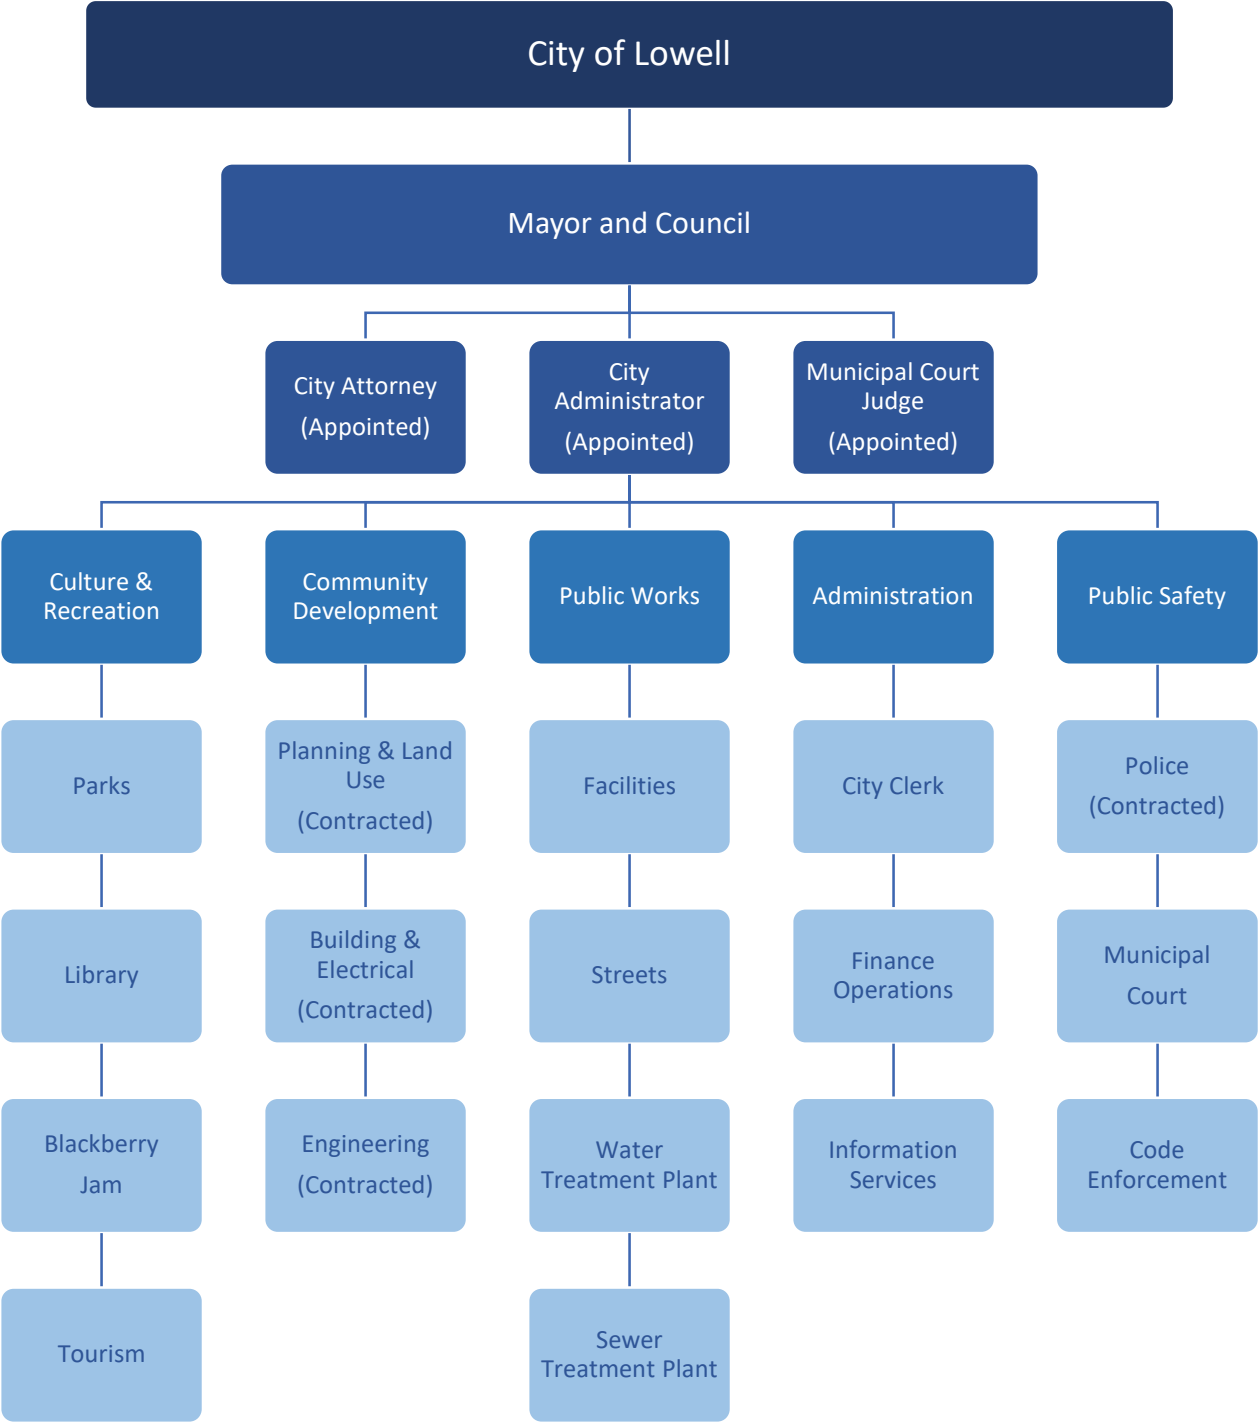 City of Lowell
Mayor and Council
City Attorney
(Appointed)
City
Administrator
(Appointed)
Municipal Court
Judge
(Appointed)
Culture &
Recreation
Community
Development
Public Works
Administration
Public Safety
Parks
Planning & Land
Use
(Contracted)
Facilities
City Clerk
Police
(Contracted)
Library
Building &
Electrical
(Contracted)
Streets
Finance
Operations
Municipal
Court
Blackberry
Jam
Engineering
(Contracted)
Water
Treatment Plant
Information
Services
Code
Enforcement
Tourism
Sewer
Treatment Plant